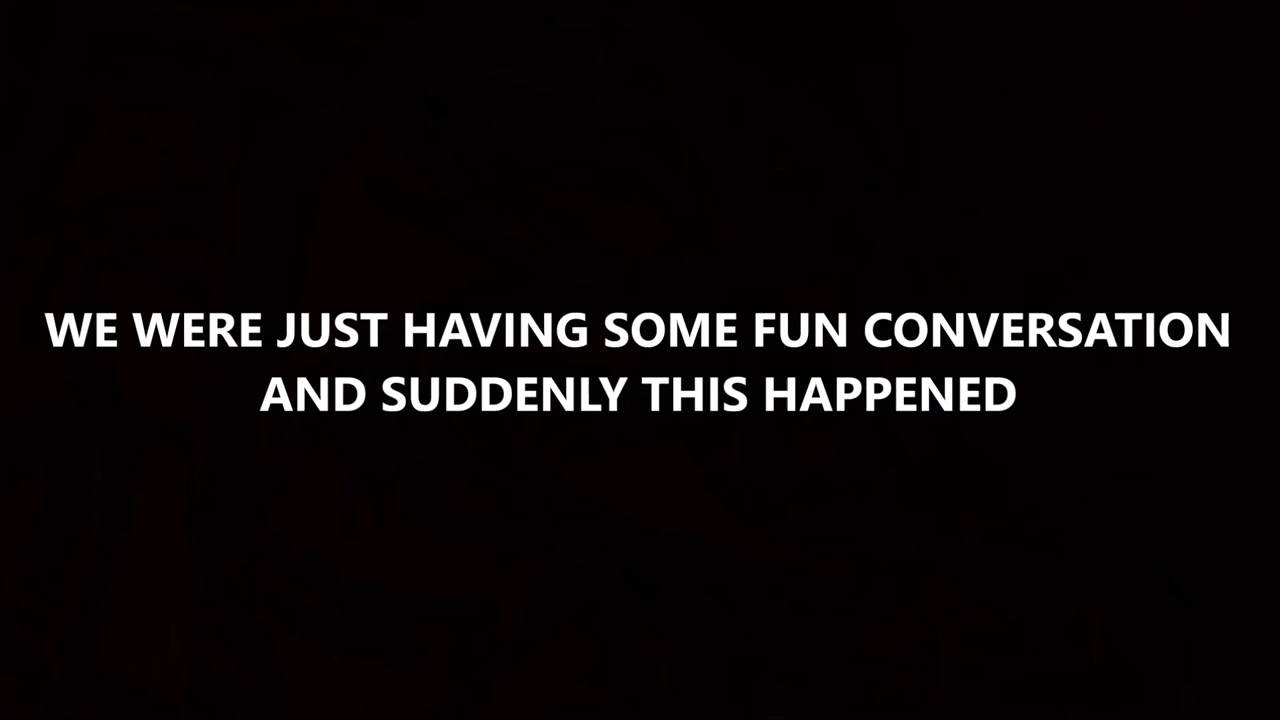 WE WERE JUST HAVING SOME FUN CONVERSATION
AND SUDDENLY THIS HAPPENED